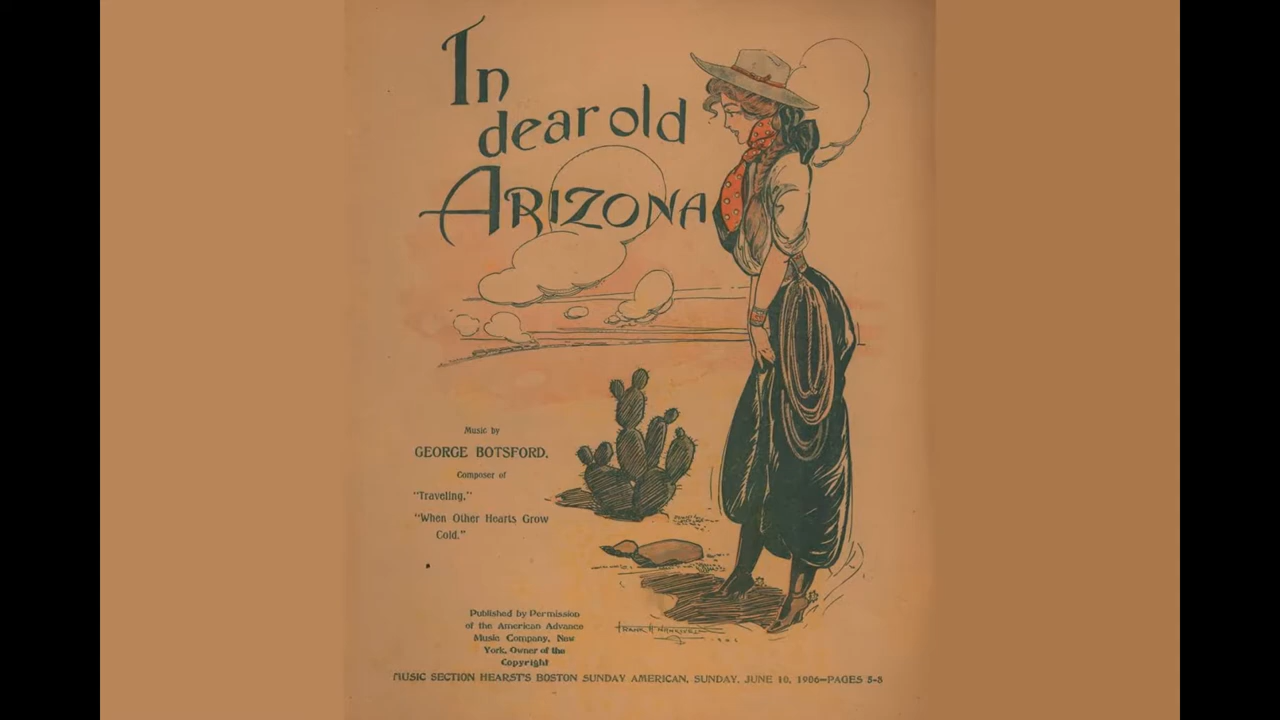 In
dear old
ARIZONA
Music by
GEORGE BOTSFORD,
Composer of
"Traveling,"
"When Other Hearts Grow
Cold."
Published by Permission
of the American Advance
Music Company, New
York, Owner of the
Copyright
MUSIC SECTION HEARST'S BOSTON SUNDAY AMERICAN, SUNDAY, JUNE 10, 1906—PAGES 5-8